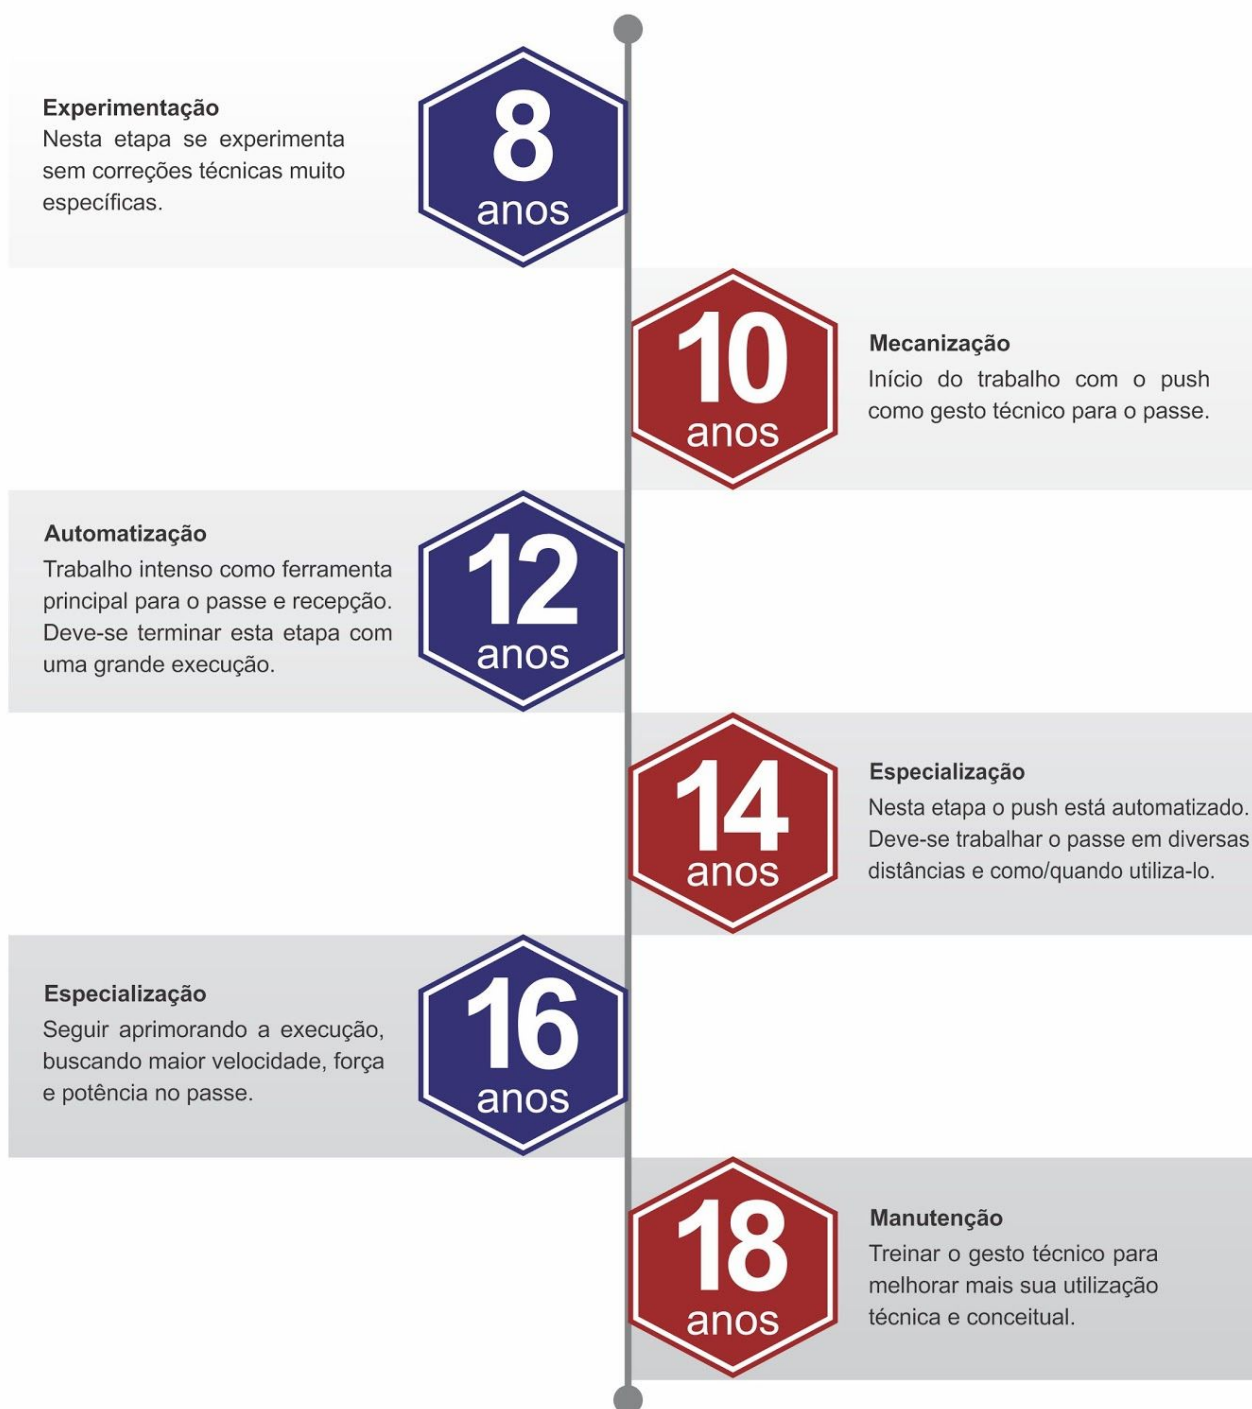 Experimentação
Nesta etapa se experimenta
sem correções técnicas muito
específicas.
8
anos
10
anos
Mecanização
Início do trabalho com o push
como gesto técnico para o passe.
Automatização
Trabalho intenso como ferramenta
principal para o passe e recepção.
Deve-se terminar esta etapa com
uma grande execução.
12
anos
14
anos
Especialização
Nesta etapa o push está automatizado.
Deve-se trabalhar o passe em diversas
distâncias e como/quando utiliza-lo.
Especialização
Seguir aprimorando a execução,
buscando maior velocidade, força
e potência no passe.
16
anos
18
anos
Manutenção
Treinar o gesto técnico para
melhorar mais sua utilização
técnica e conceitual.